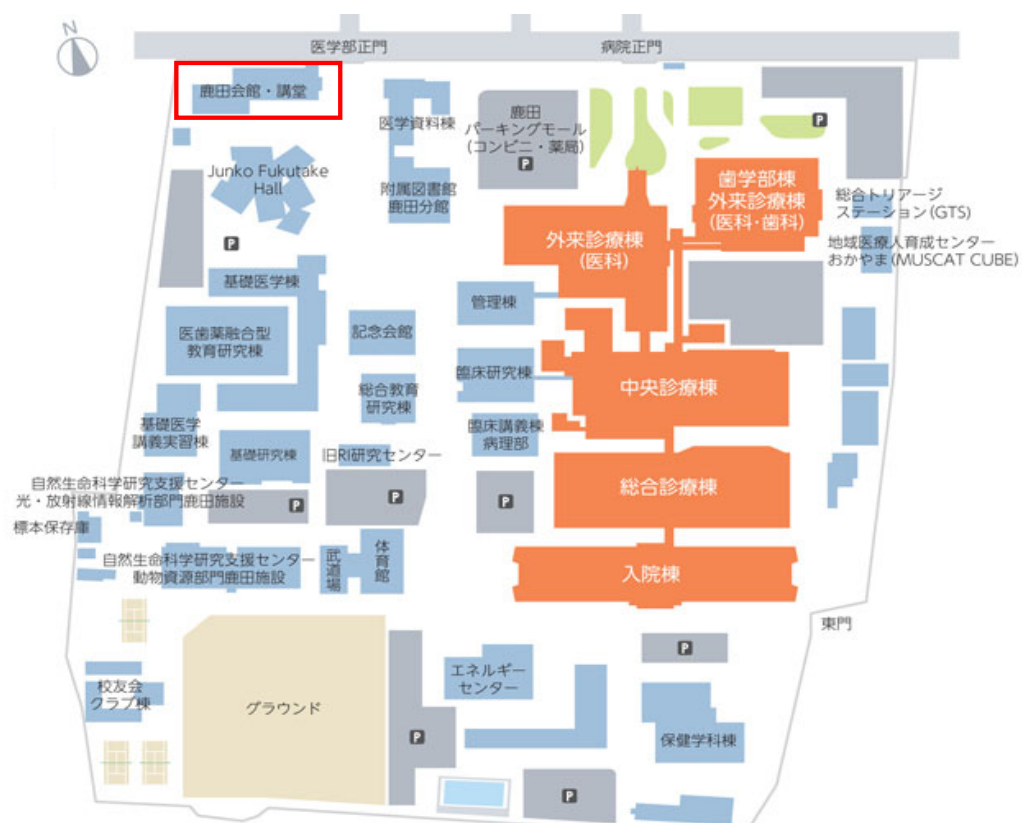 N
医学部正門
病院正門
鹿田会館・講堂
医学資料棟
鹿田
パーキングモール
(コンビニ・薬局)
P
P
Junko Fukutake
Hall
附属図書館
鹿田分館
歯学部棟
外来診療棟
(医科・歯科)
総合トリアージ
ステーション(GTS)
地域医療人育成センター
おかやま(MUSCAT CUBE)
P
外来診療棟
(医科)
基礎医学棟
管理棟
医歯薬融合型
教育研究棟
記念会館
臨床研究棟
中央診療棟
総合教育
研究棟
基礎医学
講義実習棟
臨床講義棟
病理部
基礎研究棟
旧RI研究センター
自然生命科学研究支援センター
光・放射線情報解析部門鹿田施設
P
P
P
総合診療棟
標本保存庫
自然生命科学研究支援センター
動物資源部門鹿田施設
武道場
体育館
入院棟
東門
P
校友会
クラブ棟
グラウンド
エネルギー
センター
P
保健学科棟
P